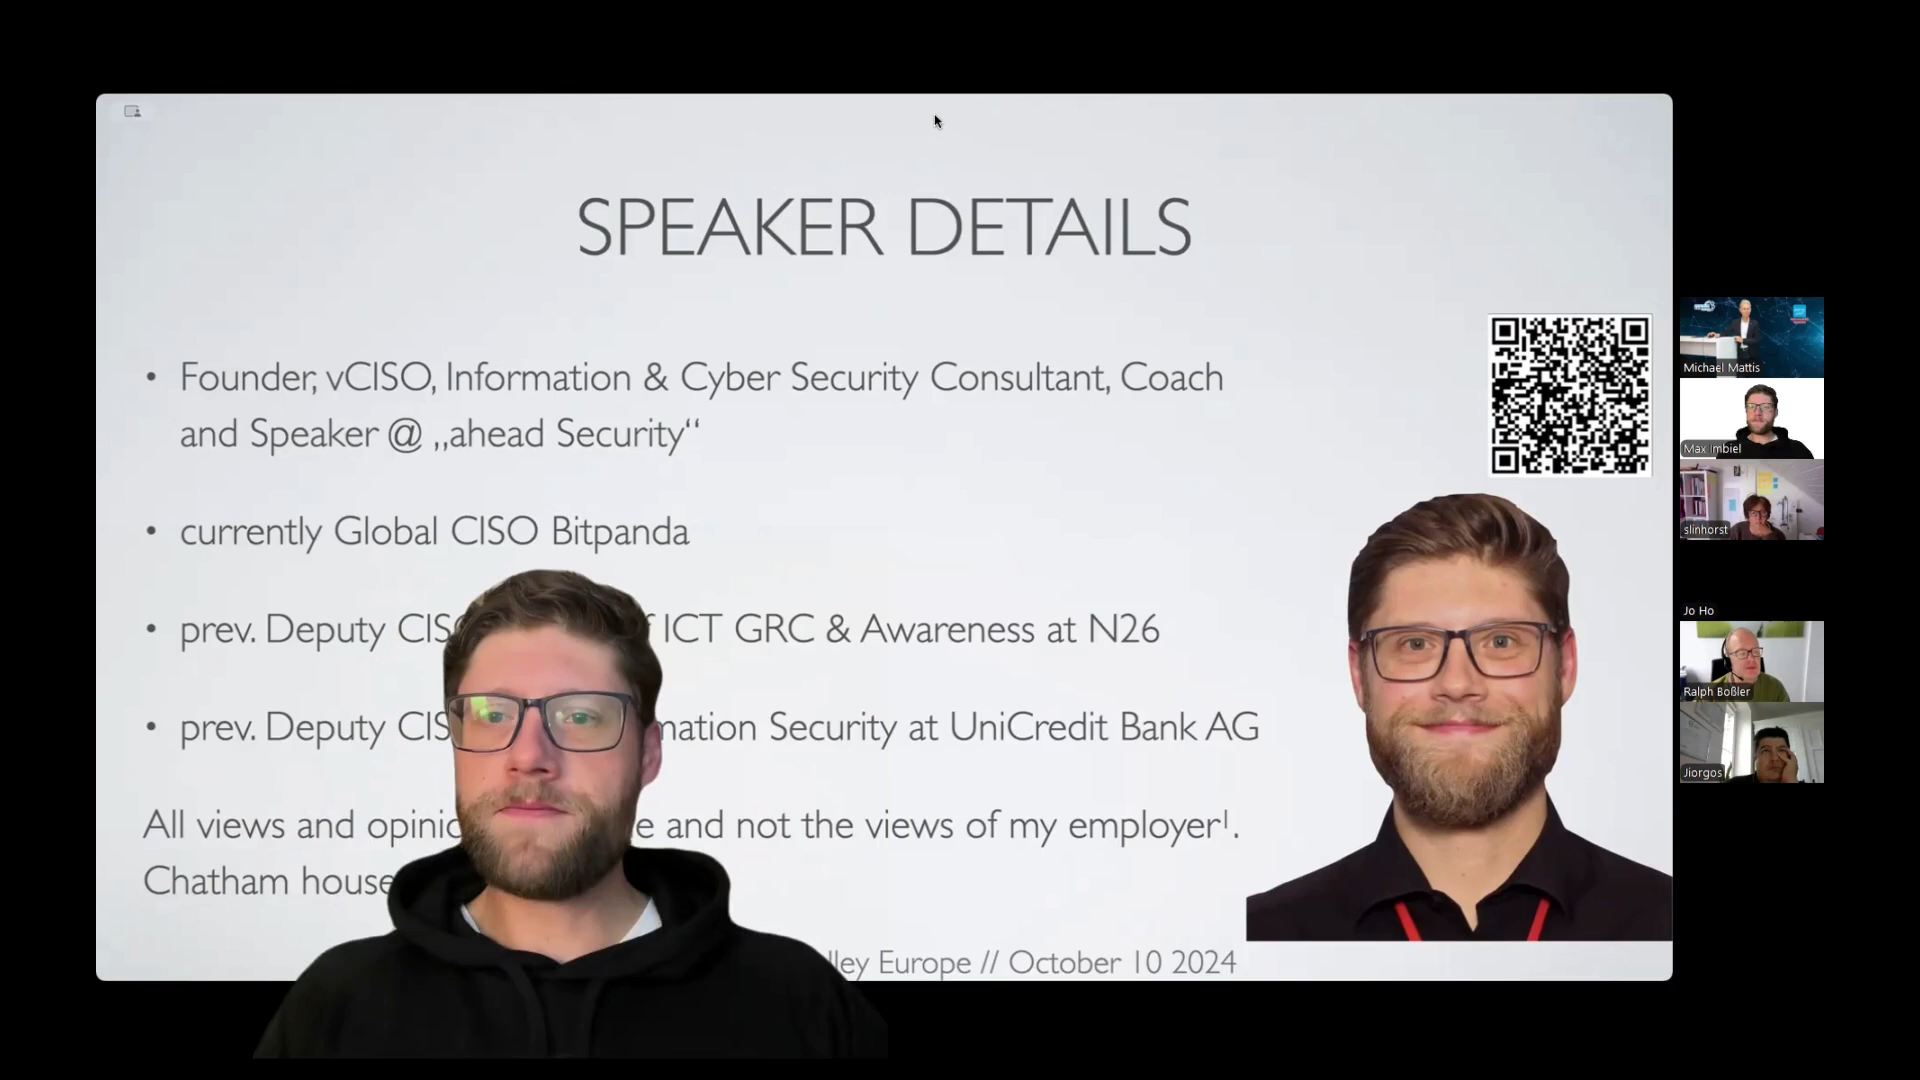 SPEAKER DETAILS
• Founder, vCISO, Information & Cyber Security Consultant, Coach
and Speaker @ „ahead Security“
• currently Global CISO Bitpanda
• prev. Deputy CISO ICT GRC & Awareness at N26
• prev. Deputy CIS mation Security at UniCredit Bank AG
All views and opinio e and not the views of my employer¹.
Chatham house
lley Europe // October 10 2024
Michael Mattis
Max Imbiel
slinhorst
Jo Ho
Ralph Boßler
Jiorgos